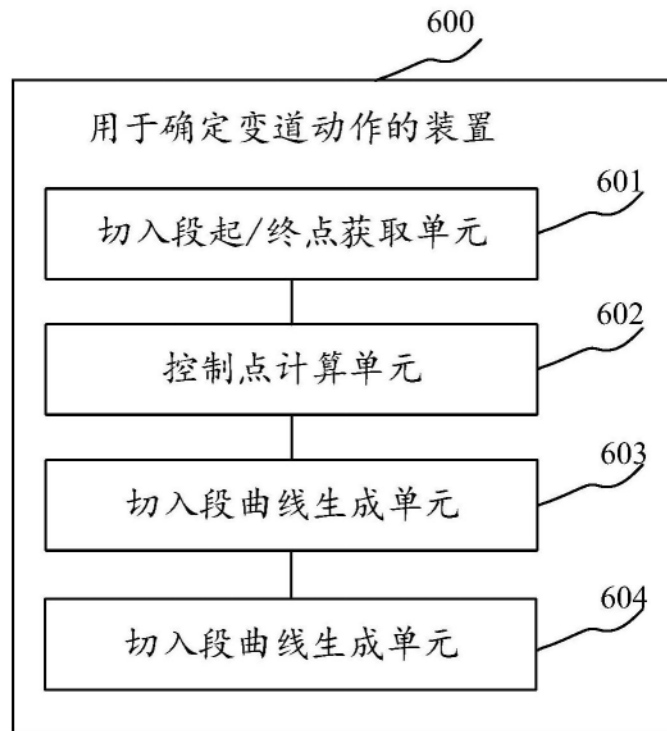 600
用于确定变道动作的装置
601
切入段起/终点获取单元
602
控制点计算单元
603
切入段曲线生成单元
604
切入段曲线生成单元